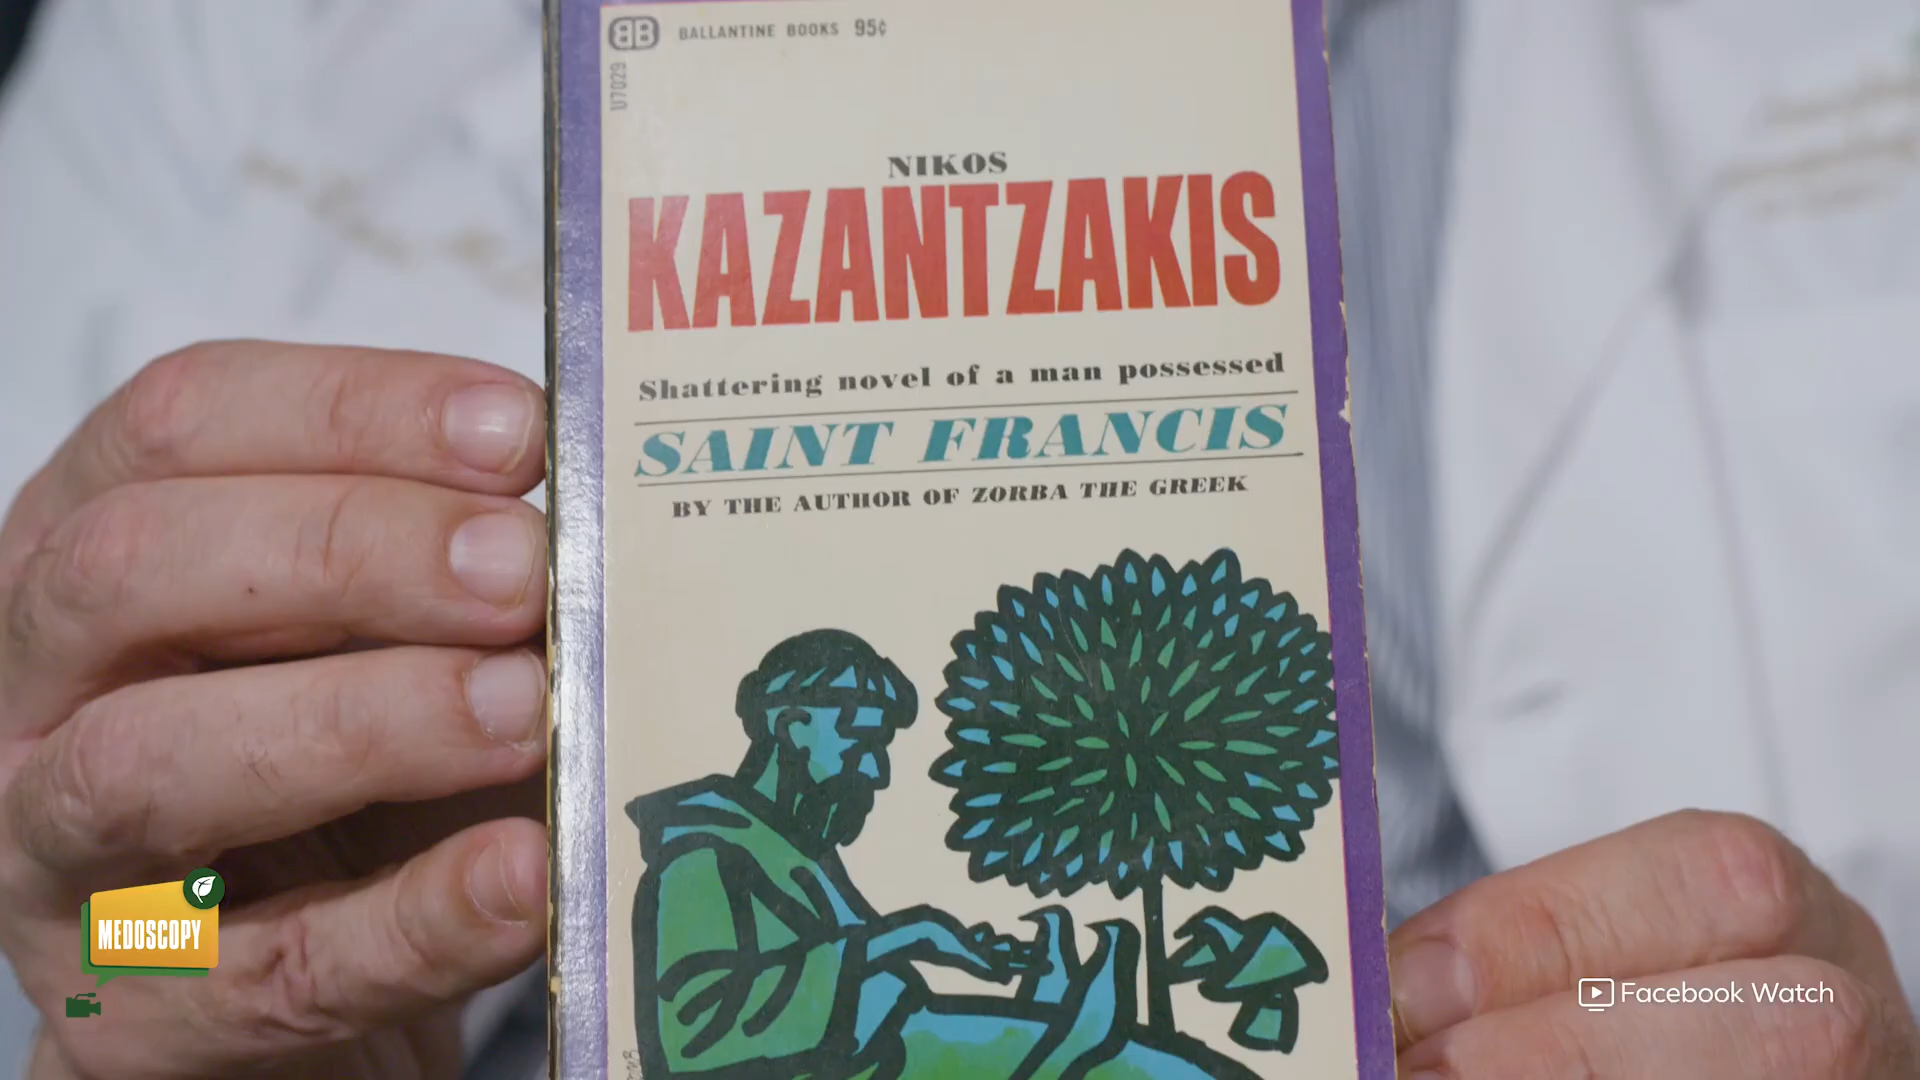 BB
BALLANTINE BOOKS 95¢
U7029
NIKOS
KAZANTZAKIS
Shattering novel of a man possessed
SAINT FRANCIS
BY THE AUTHOR OF ZORBA THE GREEK
MEDOSCOPY
Facebook Watch